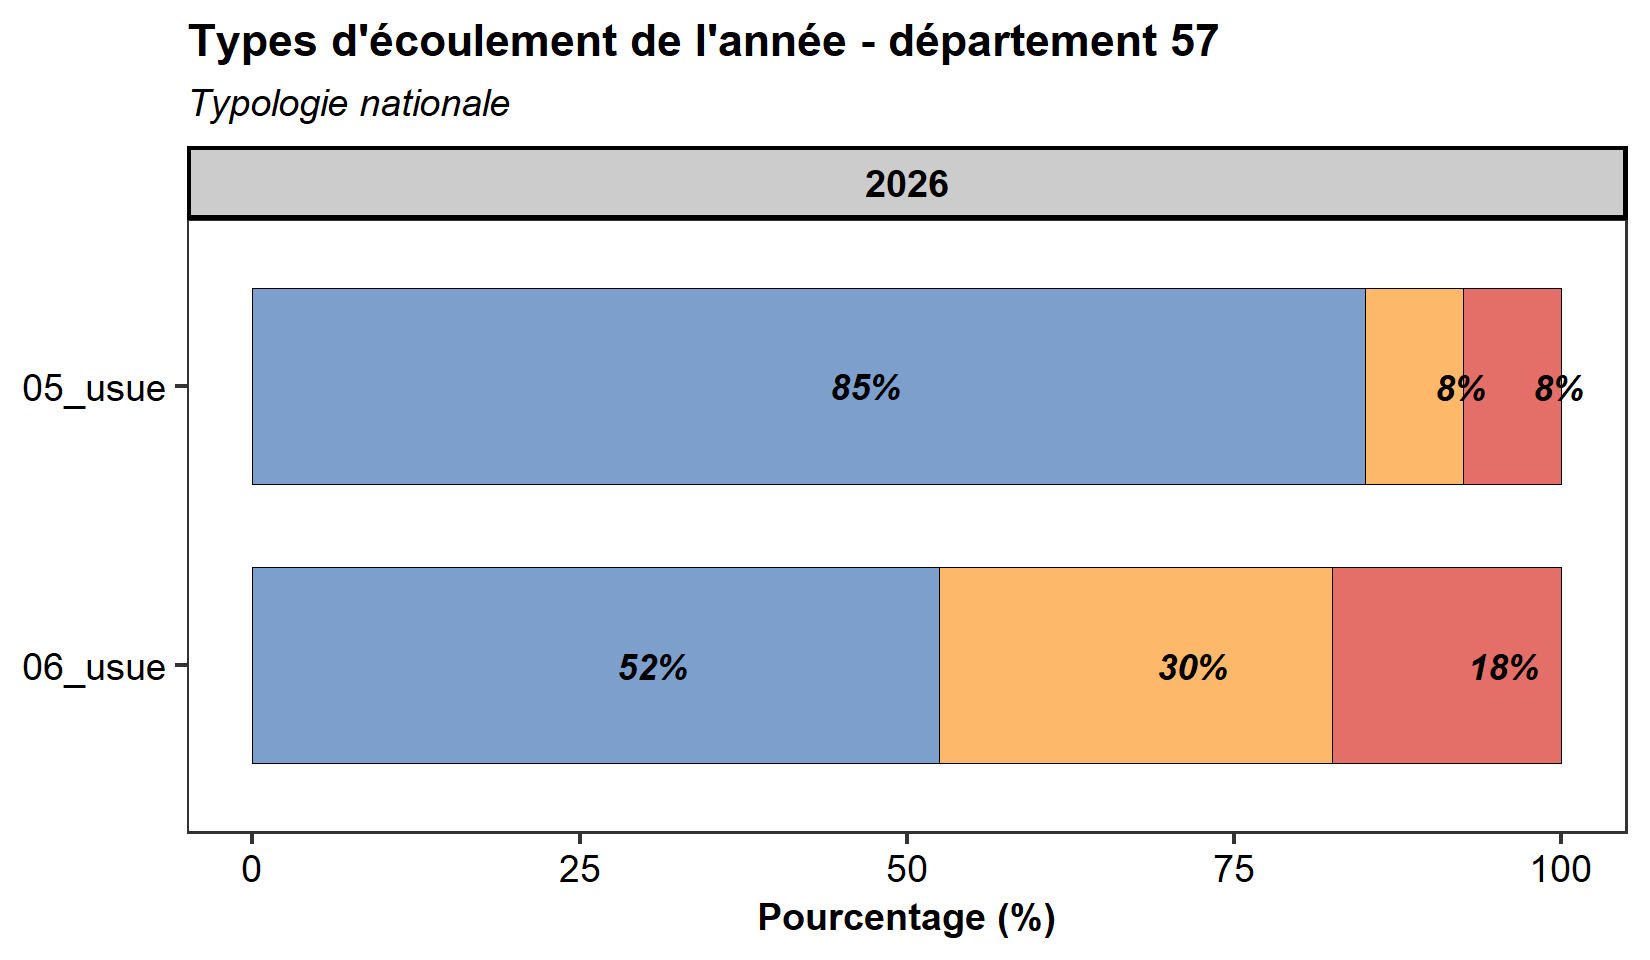 Types d'écoulement de l'année - département 57
Typologie nationale
2026
05_usue
85%
8%
8%
06_usue
52%
30%
18%
0
25
50
75
100
Pourcentage (%)